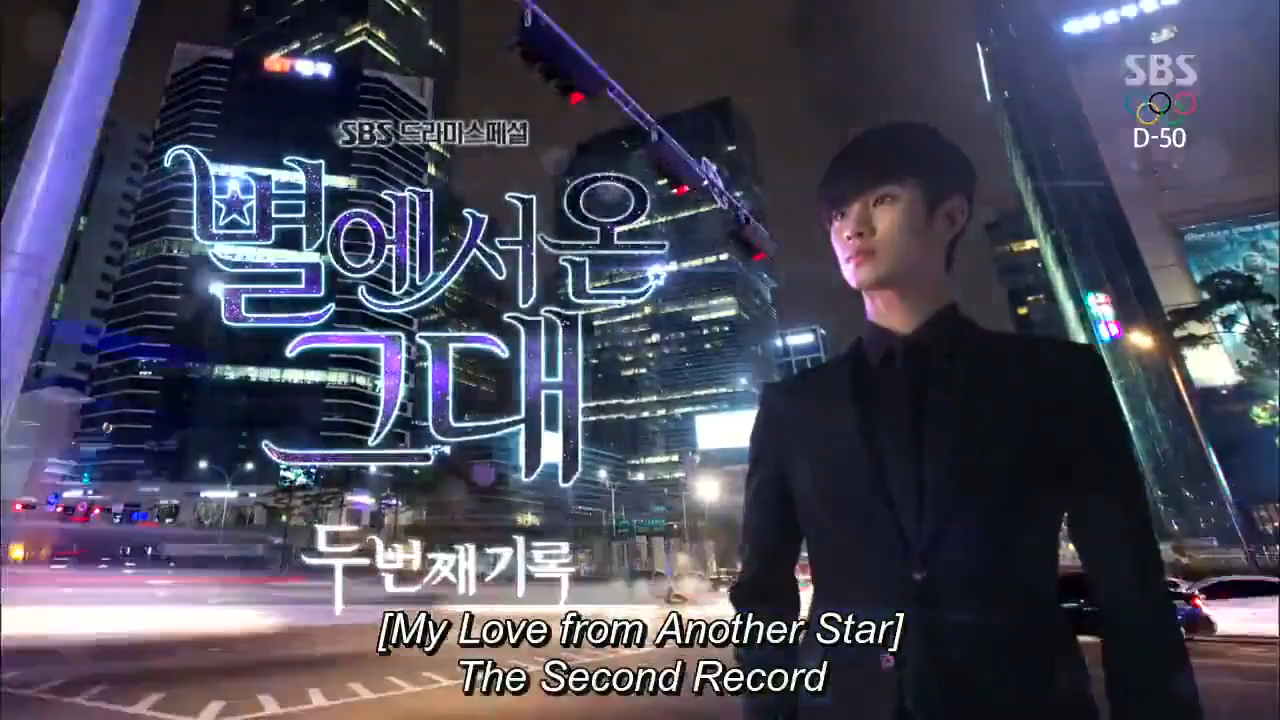 SBS
D-50
SBS 드라마스페셜
별에서온
그대
두번째기록
[My Love from Another Star]
The Second Record